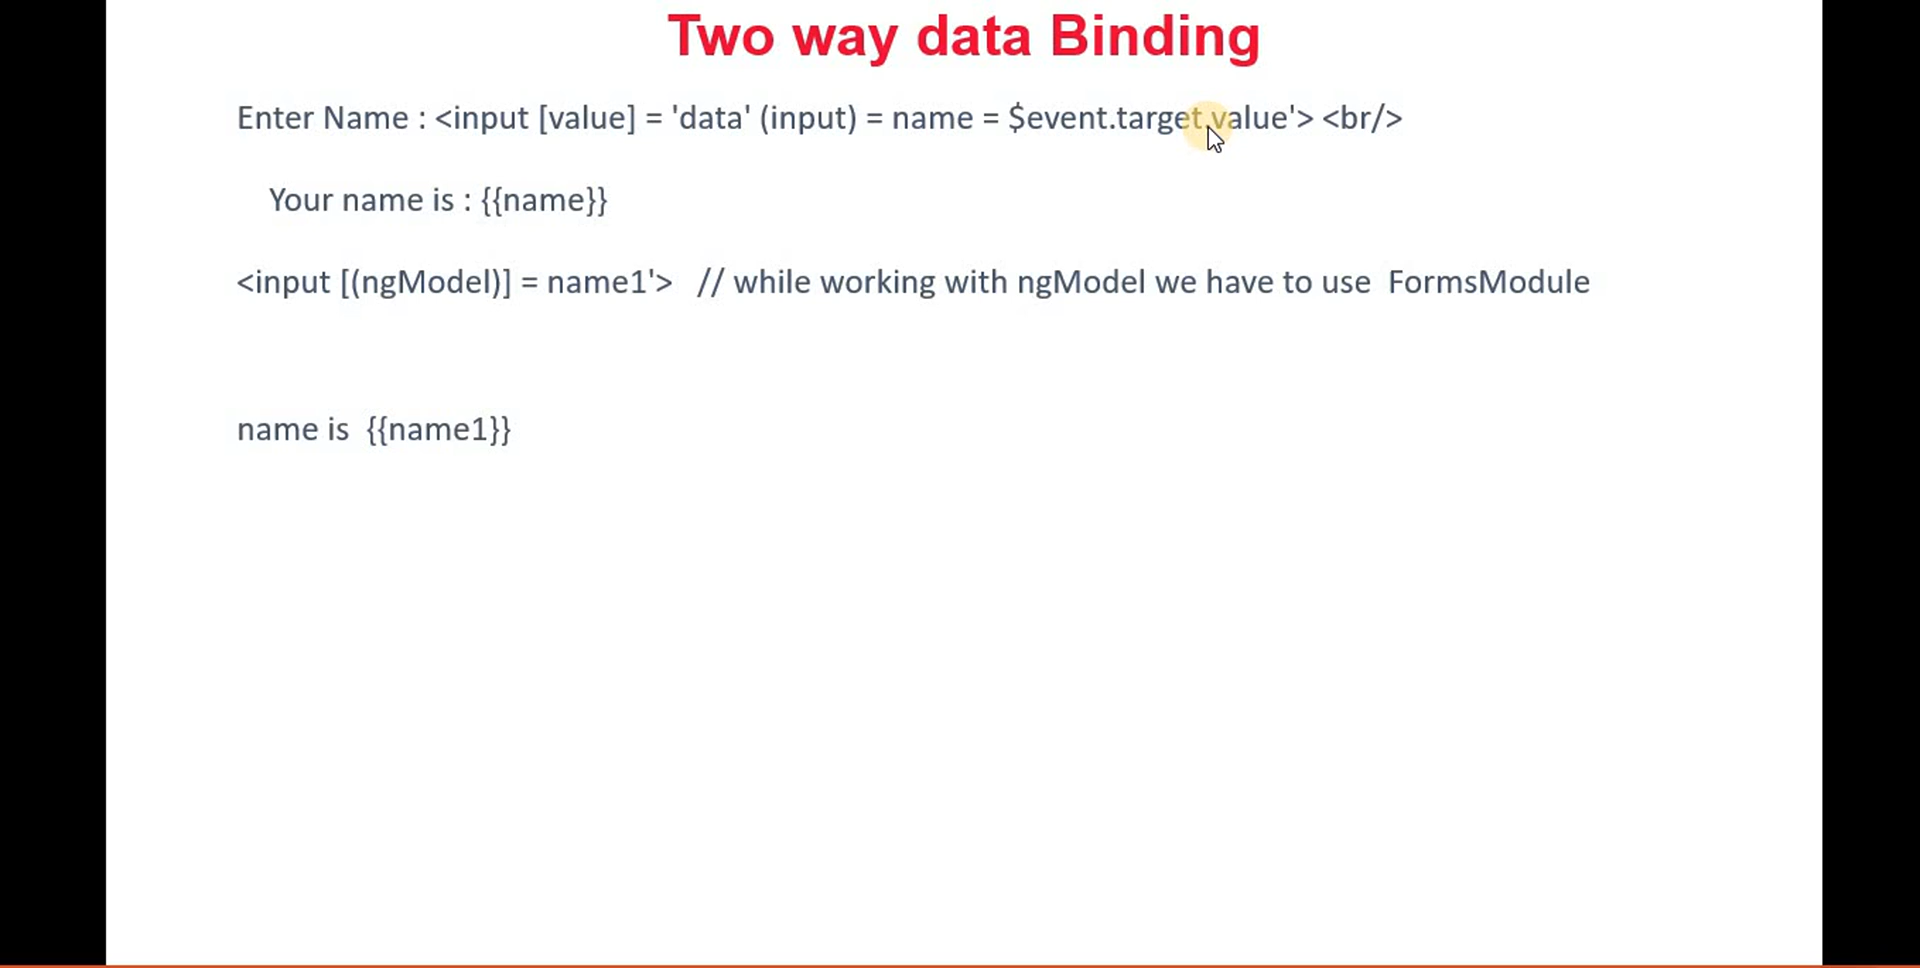 Two way data Binding
Enter Name : <input [value] = 'data' (input) = name = $event.target.value'> <br/>
Your name is : {{name}}
<input [(ngModel)] = name1'> // while working with ngModel we have to use FormsModule
name is {{name1}}